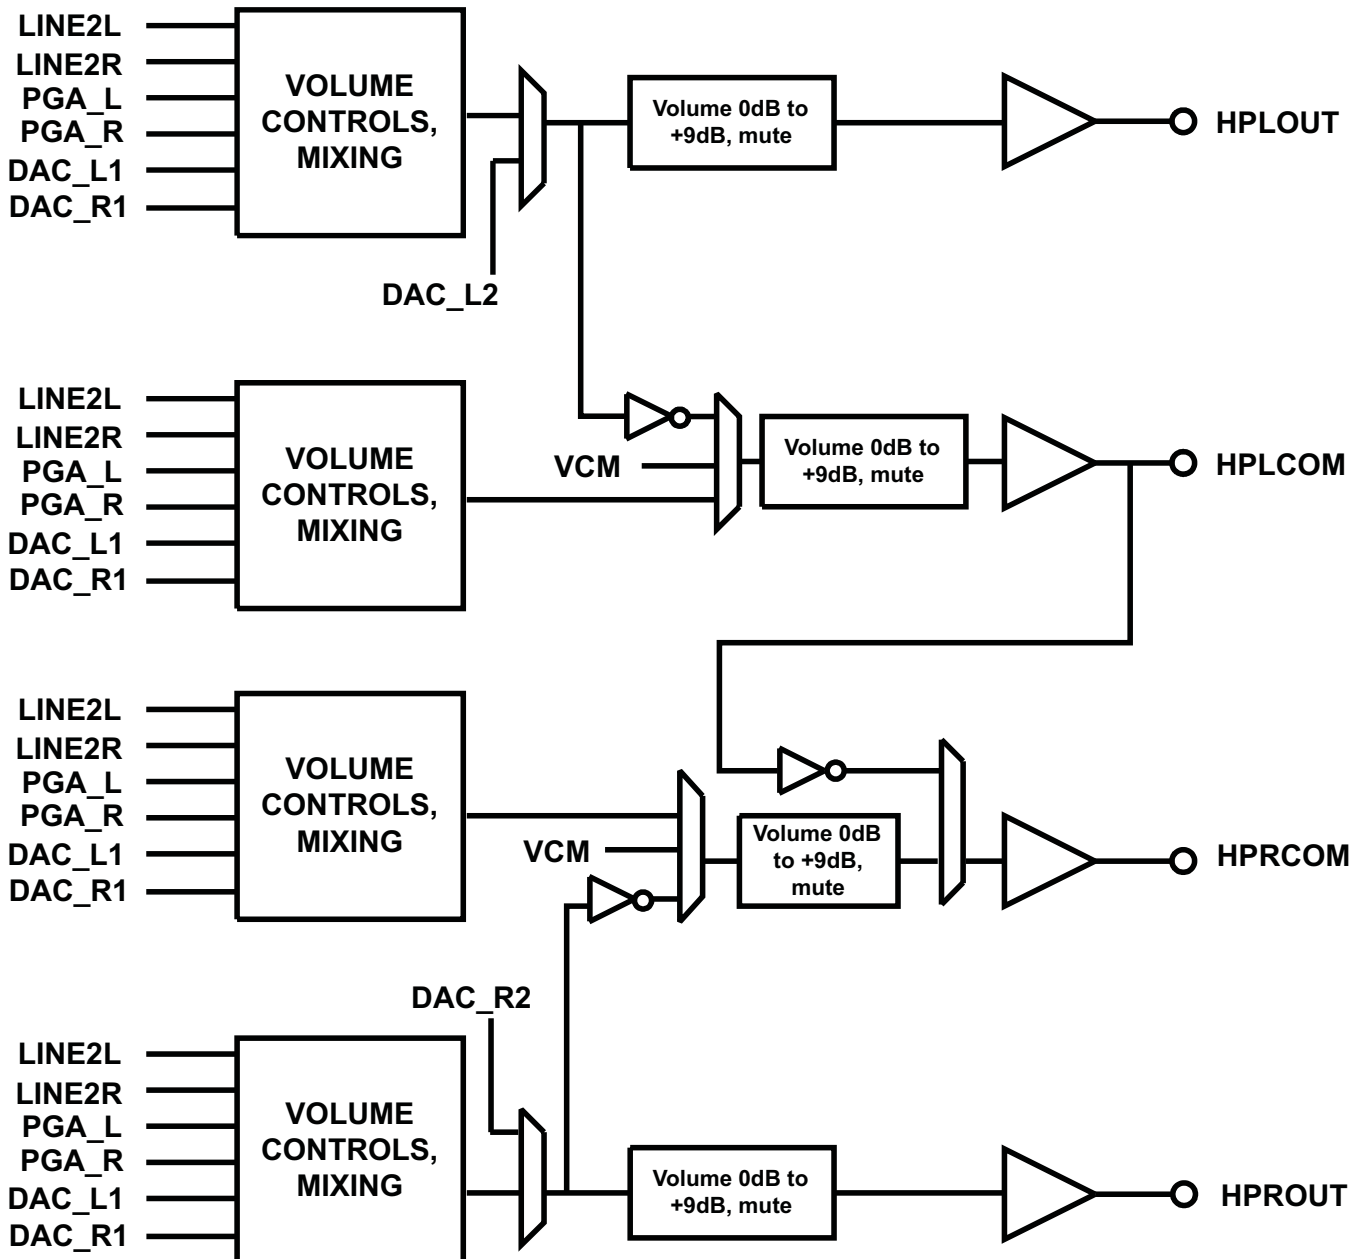 LINE2L
LINE2R
PGA_L
PGA_R
DAC_L1
DAC_R1
VOLUME
CONTROLS,
MIXING
DAC_L2
Volume 0dB to
+9dB, mute
HPLOUT
LINE2L
LINE2R
PGA_L
PGA_R
DAC_L1
DAC_R1
VOLUME
CONTROLS,
MIXING
VCM
Volume 0dB to
+9dB, mute
HPLCOM
LINE2L
LINE2R
PGA_L
PGA_R
DAC_L1
DAC_R1
VOLUME
CONTROLS,
MIXING
VCM
Volume 0dB
to +9dB,
mute
HPRCOM
DAC_R2
LINE2L
LINE2R
PGA_L
PGA_R
DAC_L1
DAC_R1
VOLUME
CONTROLS,
MIXING
Volume 0dB to
+9dB, mute
HPROUT